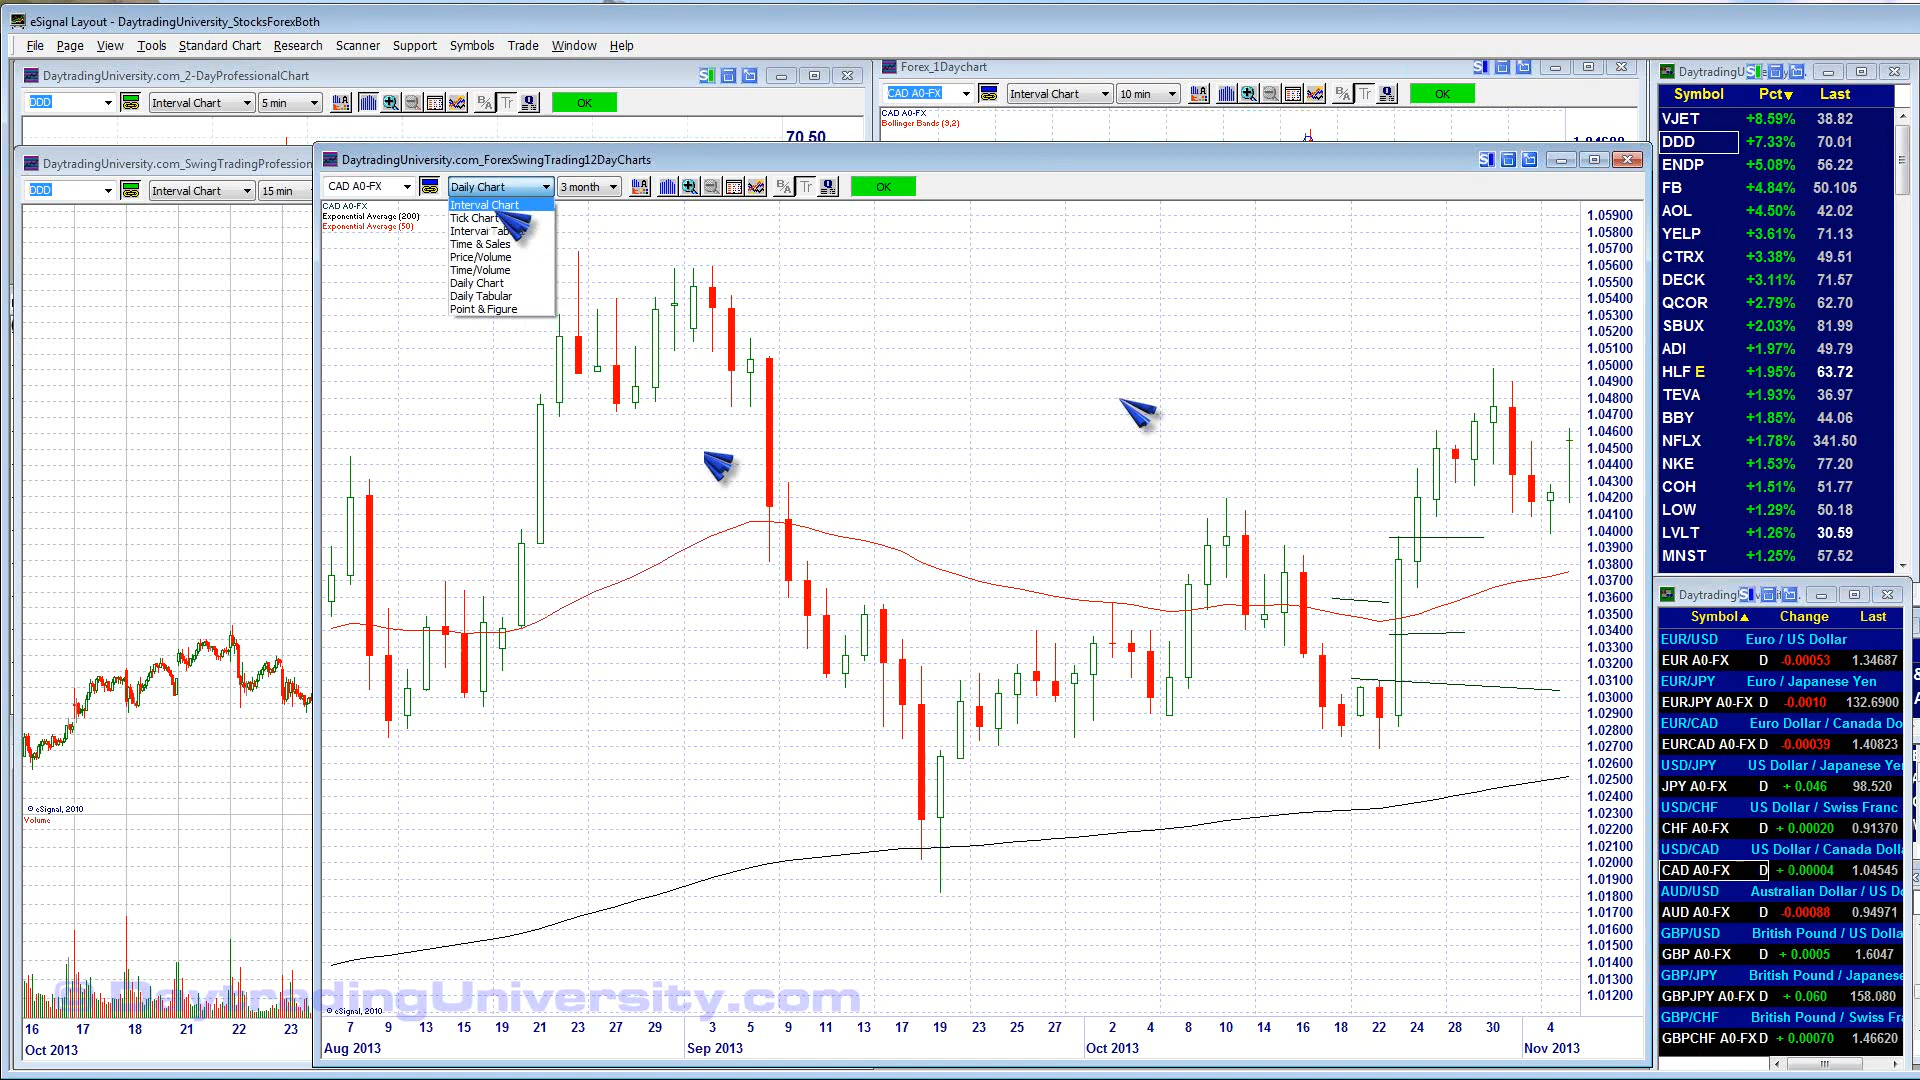 eSignal Layout - DaytradingUniversity_StocksForexBoth
File Page View Tools Standard Chart Research Scanner Support Symbols Trade Window Help
DaytradingUniversity.com_2-DayProfessionalChart
DDD Interval Chart 5 min OK
70.50
Forex_1Daychart
CAD A0-FX Interval Chart 10 min OK
CAD A0-FX
Bollinger Bands (9,2)
DaytradingUniversity.com_SwingTradingProfession
DDD Interval Chart 15 min
© eSignal, 2010
Volume
16 17 18 21 22 23
Oct 2013
DaytradingUniversity.com_ForexSwingTrading12DayCharts
CAD A0-FX Daily Chart 3 month OK
CAD A0-FX
Exponential Average (200)
Exponential Average (50)
Interval Chart
Tick Chart
Interval Tab
Time & Sales
Price/Volume
Time/Volume
Daily Chart
Daily Tabular
Point & Figure
1.05900
1.05800
1.05700
1.05600
1.05500
1.05400
1.05300
1.05200
1.05100
1.05000
1.04900
1.04800
1.04700
1.04600
1.04500
1.04400
1.04300
1.04200
1.04100
1.04000
1.03900
1.03800
1.03700
1.03600
1.03500
1.03400
1.03300
1.03200
1.03100
1.03000
1.02900
1.02800
1.02700
1.02600
1.02500
1.02400
1.02300
1.02200
1.02100
1.02000
1.01900
1.01800
1.01700
1.01600
1.01500
1.01400
1.01300
1.01200
© DaytradingUniversity.com
© eSignal, 2010
7 9 13 15 19 21 23 27 29 3 5 9 11 13 17 19 23 25 27 2 4 8 10 14 16 18 22 24 28 30 4
Aug 2013 Sep 2013 Oct 2013 Nov 2013
DaytradingU
Symbol Pct Last
VJET +8.59% 38.82
DDD +7.33% 70.01
ENDP +5.08% 56.22
FB +4.84% 50.105
AOL +4.50% 42.02
YELP +3.61% 71.13
CTRX +3.38% 49.51
DECK +3.11% 71.57
QCOR +2.79% 62.70
SBUX +2.03% 81.99
ADI +1.97% 49.79
HLF E +1.95% 63.72
TEVA +1.93% 36.97
BBY +1.85% 44.06
NFLX +1.78% 341.50
NKE +1.53% 77.20
COH +1.51% 51.77
LOW +1.29% 50.18
LVLT +1.26% 30.59
MNST +1.25% 57.52
Daytrading
Symbol Change Last
EUR/USD Euro / US Dollar
EUR A0-FX D -0.00053 1.34687
EUR/JPY Euro / Japanese Yen
EURJPY A0-FX D -0.0010 132.6900
EUR/CAD Euro Dollar / Canada Do
EURCAD A0-FX D -0.00039 1.40823
USD/JPY US Dollar / Japanese Ye
JPY A0-FX D + 0.046 98.520
USD/CHF US Dollar / Swiss Franc
CHF A0-FX D + 0.00020 0.91370
USD/CAD US Dollar / Canada Dolla
CAD A0-FX D + 0.00004 1.04545
AUD/USD Australian Dollar / US Do
AUD A0-FX D -0.00088 0.94971
GBP/USD British Pound / US Dolla
GBP A0-FX D + 0.0005 1.6047
GBP/JPY British Pound / Japanese
GBPJPY A0-FX D + 0.060 158.080
GBP/CHF British Pound / Swiss Fr
GBPCHF A0-FX D + 0.00070 1.46620